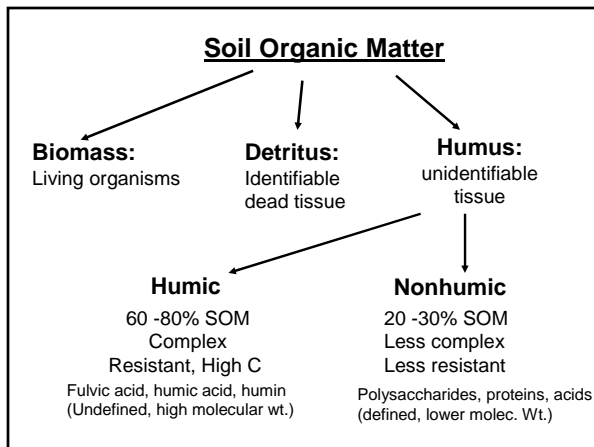 Soil Organic Matter
Biomass:
Living organisms
Detritus:
Identifiable
dead tissue
Humus:
unidentifiable
tissue
Humic
60 -80% SOM
Complex
Resistant, High C
Fulvic acid, humic acid, humin
(Undefined, high molecular wt.)
Nonhumic
20 -30% SOM
Less complex
Less resistant
Polysaccharides, proteins, acids
(defined, lower molec. Wt.)